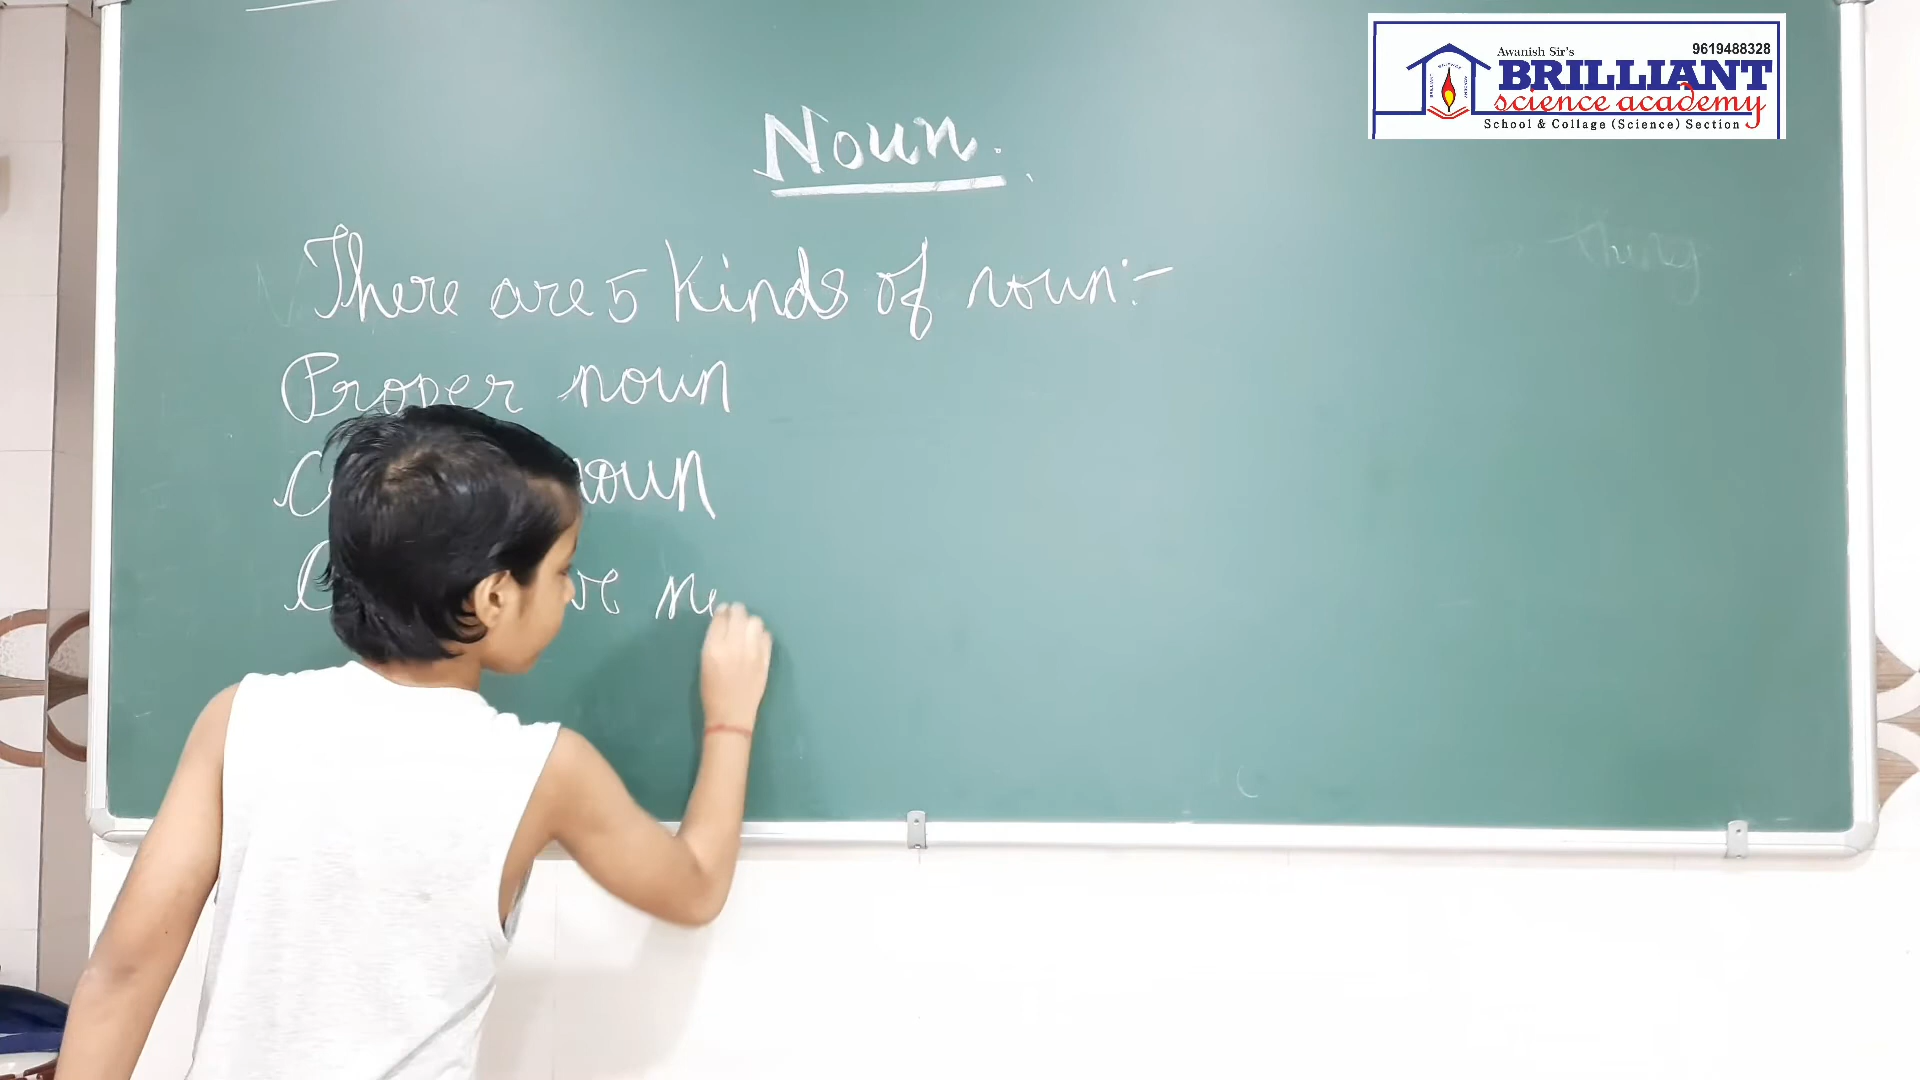 Awanish Sir's
9619488328
BRILLIANT
science academy
School & Collage (Science) Section
Noun.
thing
There are 5 Kinds of noun:-
Proper noun
noun